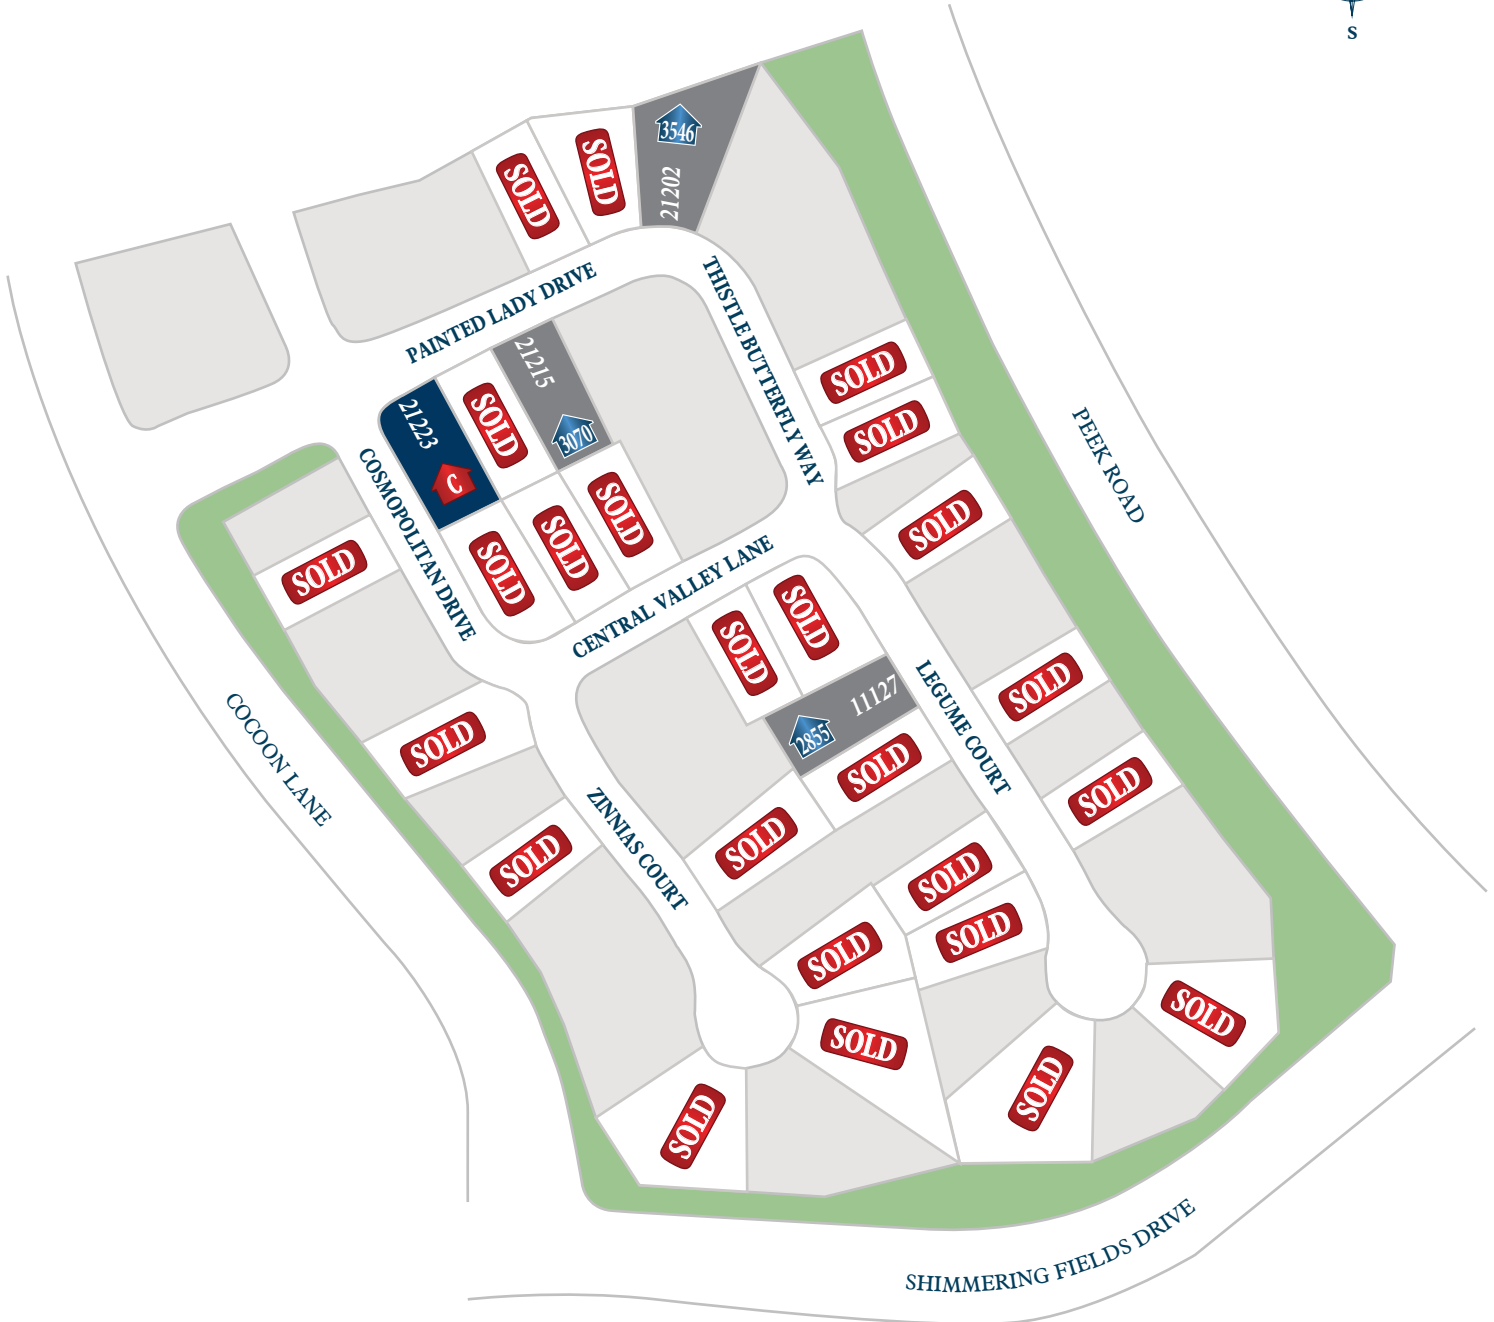 S
3546
SOLD
SOLD
21202
PAINTED LADY DRIVE
THISTLE BUTTERFLY WAY
21215
3070
SOLD
21223
C
SOLD
SOLD
PEEK ROAD
COSMOPOLITAN DRIVE
SOLD
SOLD
SOLD
SOLD
SOLD
SOLD
CENTRAL VALLEY LANE
SOLD
SOLD
11127
2855
LEGUME COURT
SOLD
COCOON LANE
SOLD
SOLD
SOLD
ZINNIAS COURT
SOLD
SOLD
SOLD
SOLD
SOLD
SOLD
SOLD
SOLD
SOLD
SOLD
SHIMMERING FIELDS DRIVE